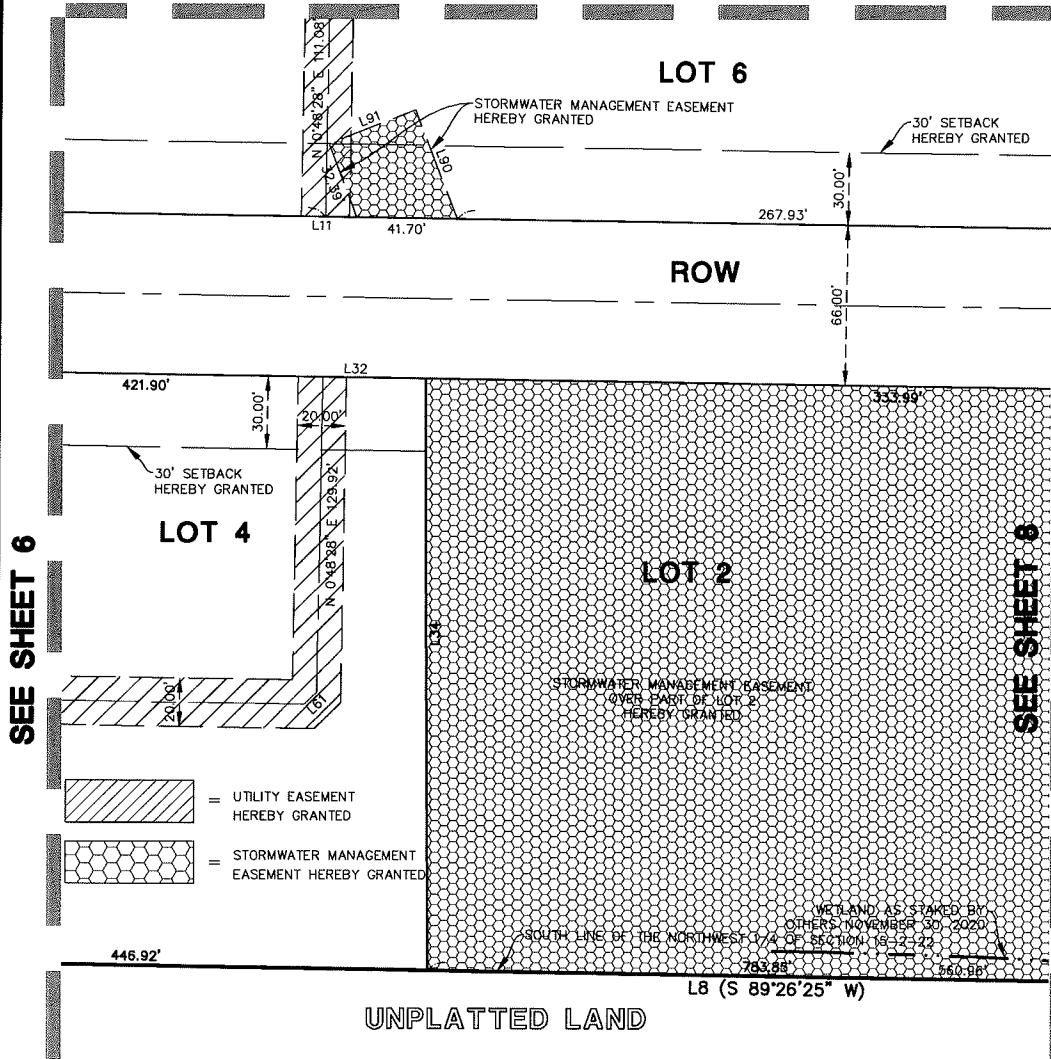 LOT 6
N 0°48'28" E 111.08'
STORMWATER MANAGEMENT EASEMENT
HEREBY GRANTED
L91
L90
30' SETBACK
HEREBY GRANTED
30.00'
L11
41.70'
267.93'
ROW
66.00'
L32
421.90'
333.99'
30.00'
20.00'
30' SETBACK
HEREBY GRANTED
N 0°48'28" E 129.92'
LOT 4
LOT 2
SEE SHEET 6
SEE SHEET 8
L34
STORMWATER MANAGEMENT EASEMENT
OVER PART OF LOT 2
HEREBY GRANTED
20.00'
L61
= UTILITY EASEMENT
HEREBY GRANTED
= STORMWATER MANAGEMENT
EASEMENT HEREBY GRANTED
WETLAND AS STAKED BY
OTHERS NOVEMBER 30, 2020
SOUTH LINE OF THE NORTHWEST 1/4 OF SECTION 15-2-22
446.92'
783.85'
560.96'
L8 (S 89°26'25" W)
UNPLATTED LAND